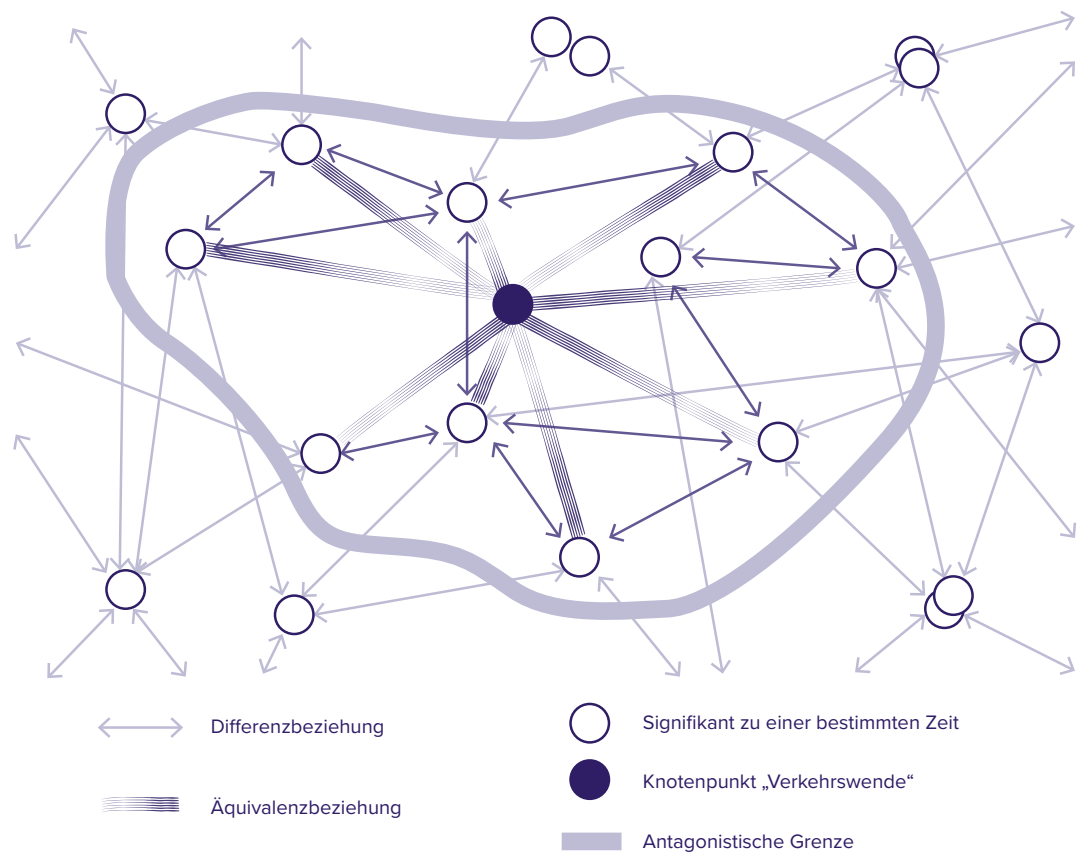 Differenzbeziehung
Äquivalenzbeziehung
Signifikant zu einer bestimmten Zeit
Knotenpunkt „Verkehrswende“
Antagonistische Grenze